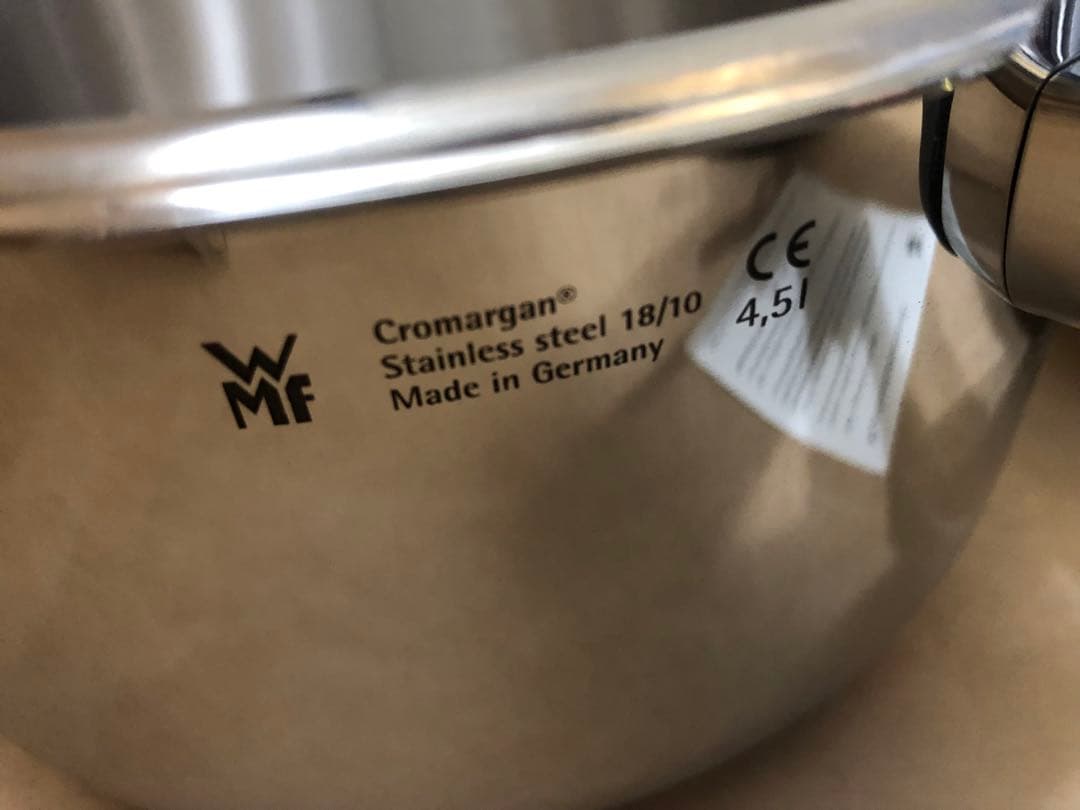 WMF
Cromargan®
Stainless steel 18/10
Made in Germany
CE
4,5l